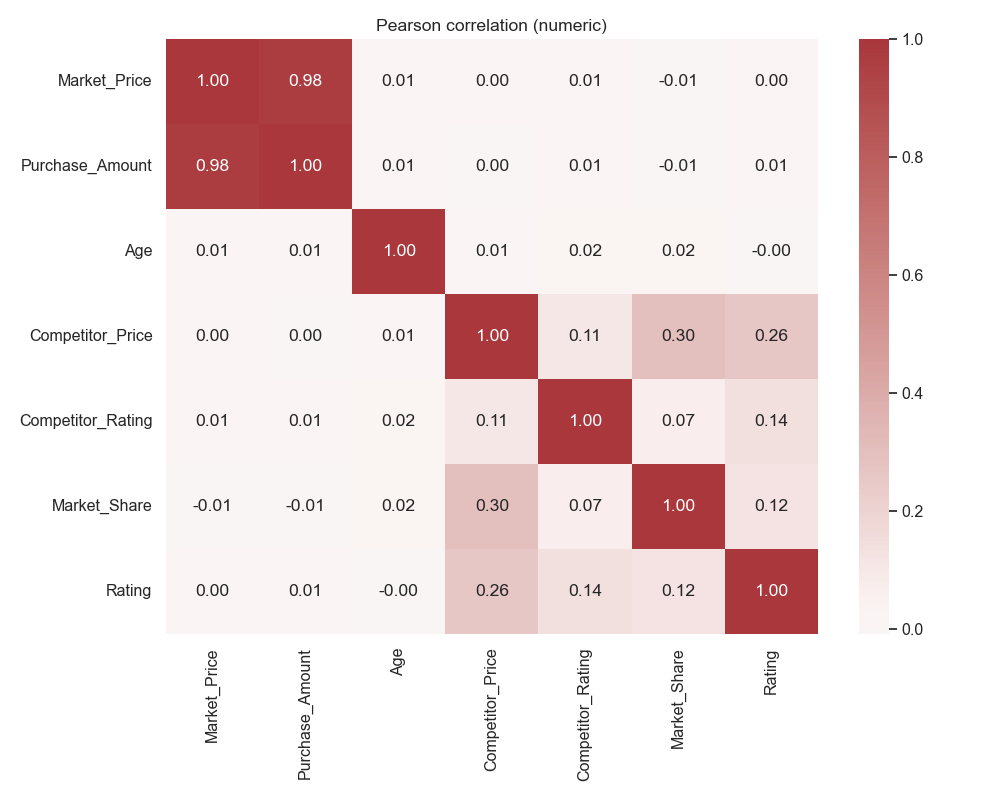 Pearson correlation (numeric)
Market_Price 1.00 0.98 0.01 0.00 0.01 -0.01 0.00
Purchase_Amount 0.98 1.00 0.01 0.00 0.01 -0.01 0.01
Age 0.01 0.01 1.00 0.01 0.02 0.02 -0.00
Competitor_Price 0.00 0.00 0.01 1.00 0.11 0.30 0.26
Competitor_Rating 0.01 0.01 0.02 0.11 1.00 0.07 0.14
Market_Share -0.01 -0.01 0.02 0.30 0.07 1.00 0.12
Rating 0.00 0.01 -0.00 0.26 0.14 0.12 1.00
Market_Price
Purchase_Amount
Age
Competitor_Price
Competitor_Rating
Market_Share
Rating
1.0
0.8
0.6
0.4
0.2
0.0